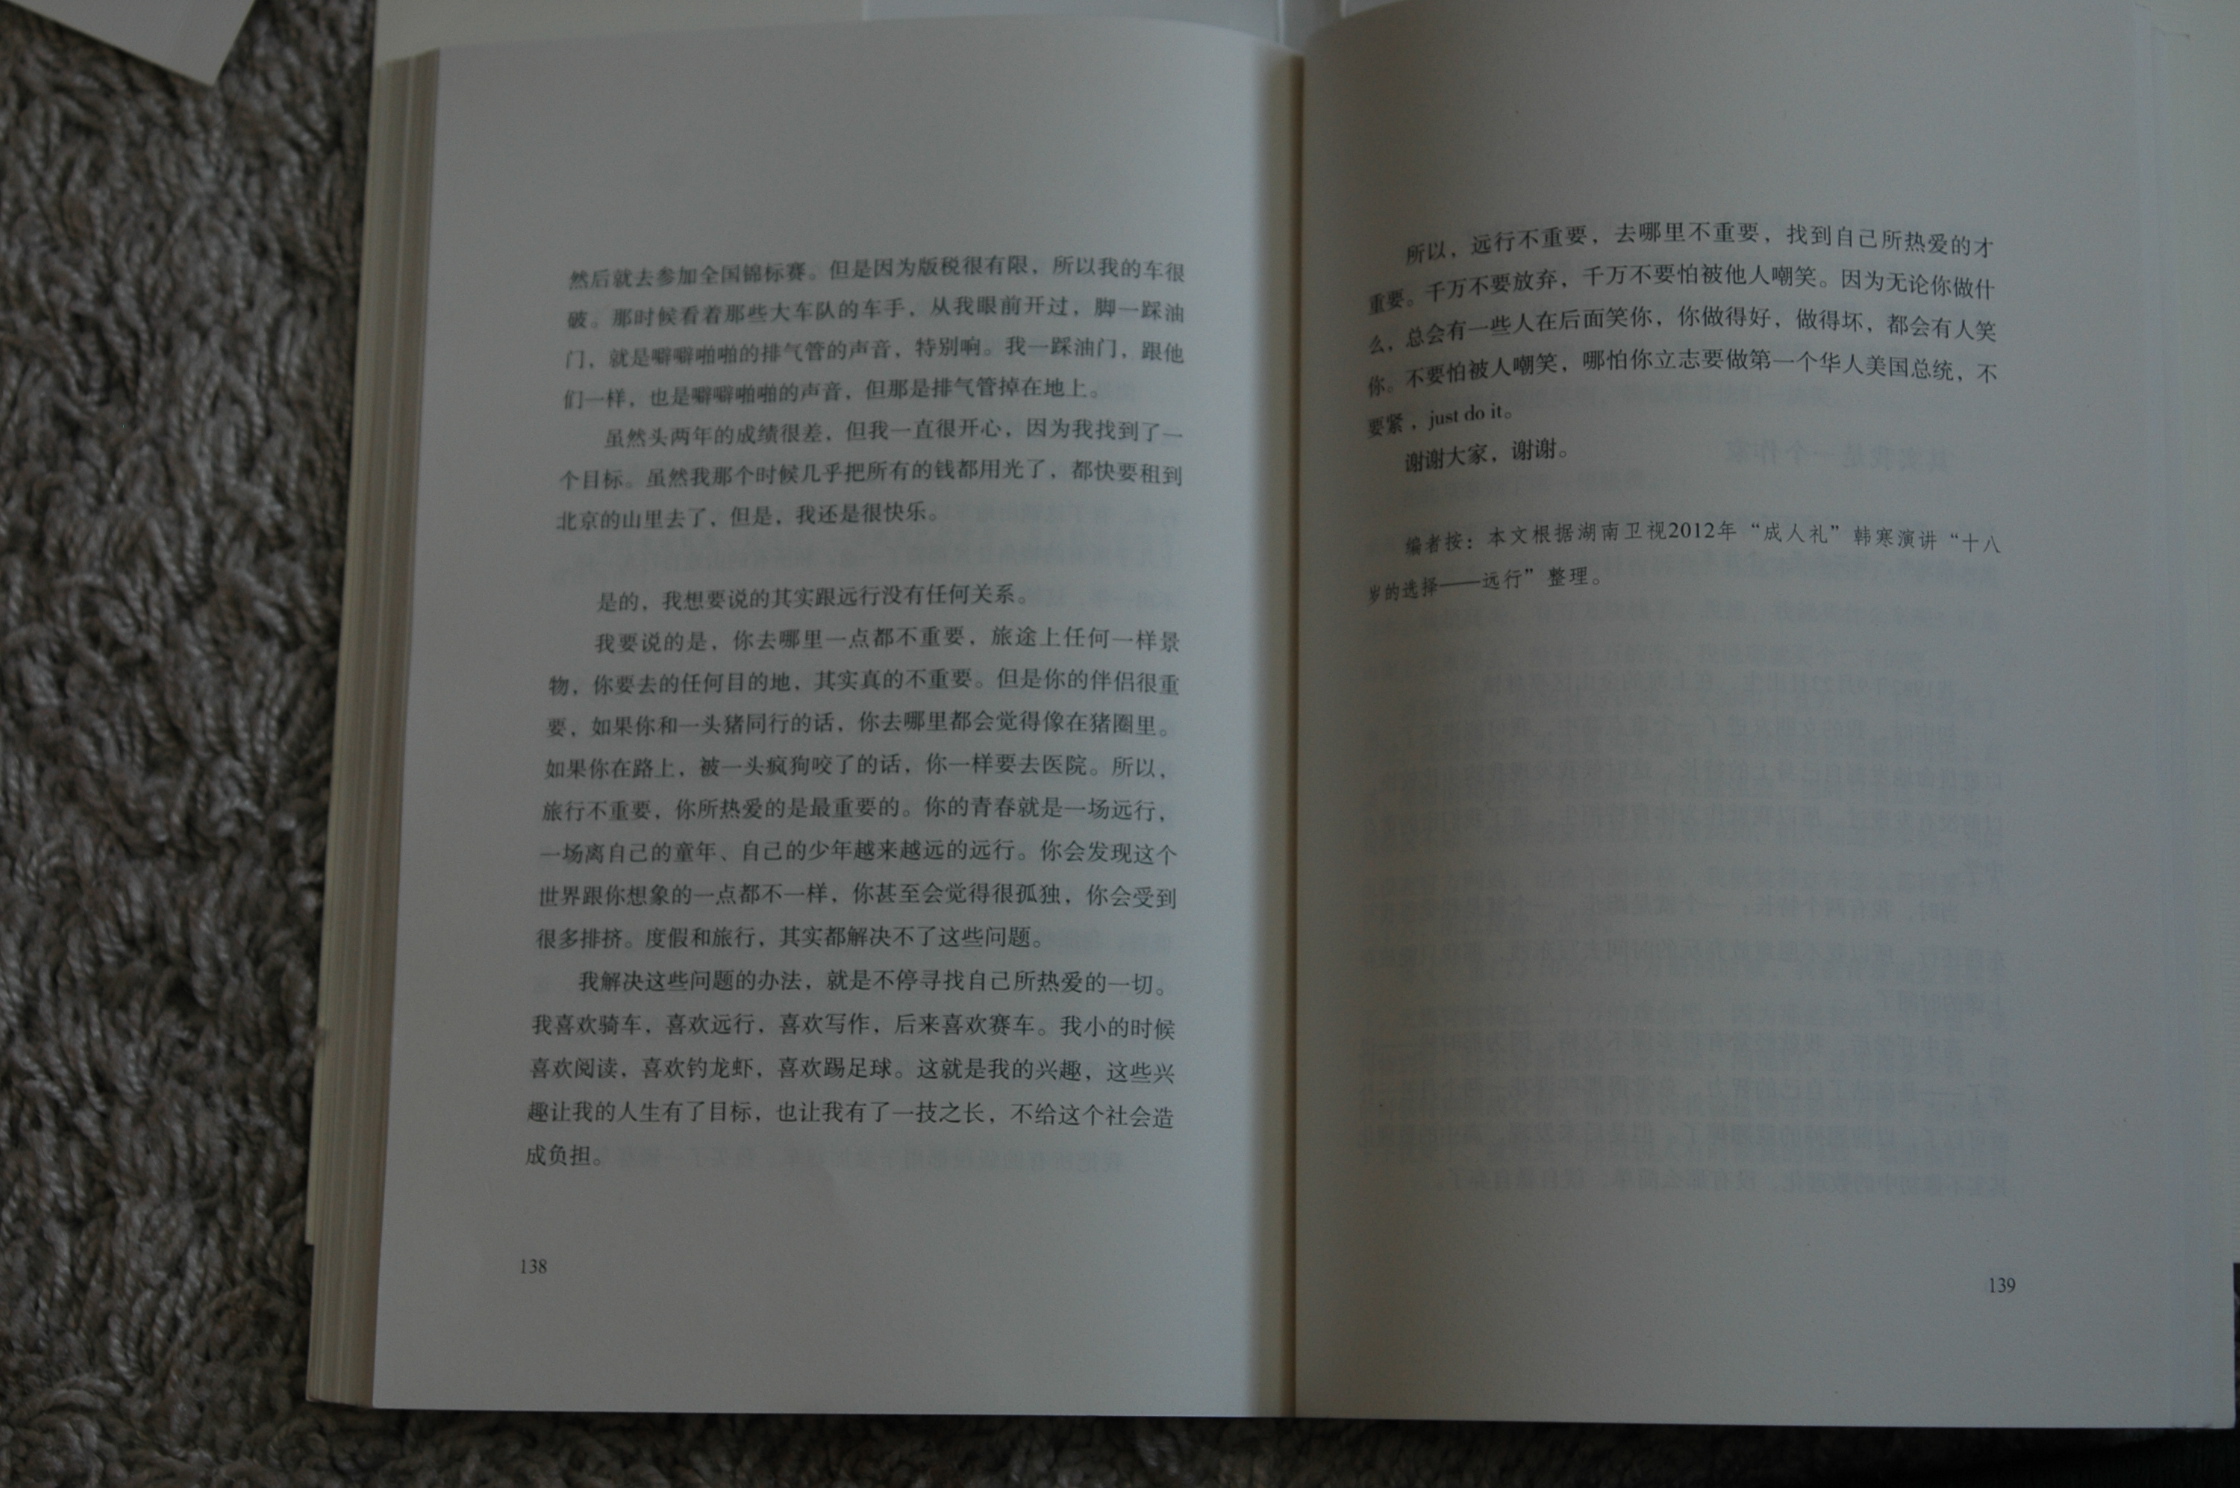 然后就去参加全国锦标赛。但是因为版税很有限，所以我的车很
破。那时候看着那些大车队的车手，从我眼前开过，脚一踩油
门，就是噼噼啪啪的排气管的声音，特别响。我一踩油门，跟他
们一样，也是噼噼啪啪的声音，但那是排气管掉在地上。
虽然头两年的成绩很差，但我一直很开心，因为我找到了一
个目标。虽然我那个时候几乎把所有的钱都用光了，都快要租到
北京的山里去了，但是，我还是很快乐。
是的，我想要说的其实跟远行没有任何关系。
我要说的是，你去哪里一点都不重要，旅途上任何一样景
物，你要去的任何目的地，其实真的不重要。但是你的伴侣很重
要，如果你和一头猪同行的话，你去哪里都会觉得像在猪圈里。
如果你在路上，被一头疯狗咬了的话，你一样要去医院。所以，
旅行不重要，你所热爱的是最重要的。你的青春就是一场远行，
一场离自己的童年、自己的少年越来越远的远行。你会发现这个
世界跟你想象的一点都不一样，你甚至会觉得很孤独，你会受到
很多排挤。度假和旅行，其实都解决不了这些问题。
我解决这些问题的办法，就是不停寻找自己所热爱的一切。
我喜欢骑车，喜欢远行，喜欢写作，后来喜欢赛车。我小的时候
喜欢阅读，喜欢钓龙虾，喜欢踢足球。这就是我的兴趣，这些兴
趣让我的人生有了目标，也让我有了一技之长，不给这个社会造
成负担。
138
所以，远行不重要，去哪里不重要，找到自己所热爱的才
重要。千万不要放弃，千万不要怕被他人嘲笑。因为无论你做什
么，总会有一些人在后面笑你，你做得好，做得坏，都会有人笑
你。不要怕被人嘲笑，哪怕你立志要做第一个华人美国总统，不
要紧，just do it。
谢谢大家，谢谢。
编者按：本文根据湖南卫视2012年“成人礼”韩寒演讲“十八
岁的选择——远行”整理。
139